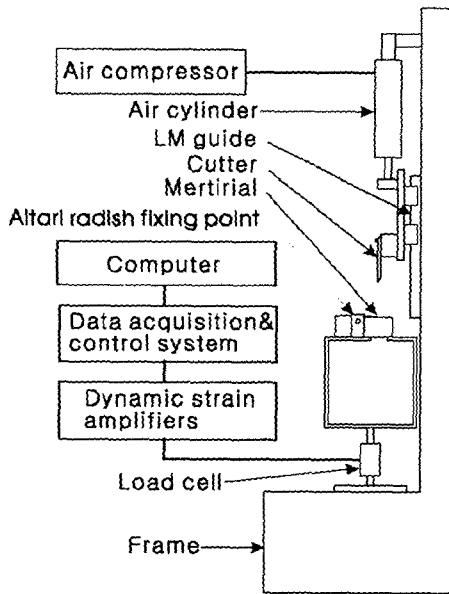 Air compressor
Air cylinder
LM guide
Cutter
Mertirial
Altari radish fixing point
Computer
Data acquisition&
control system
Dynamic strain
amplifiers
Load cell
Frame